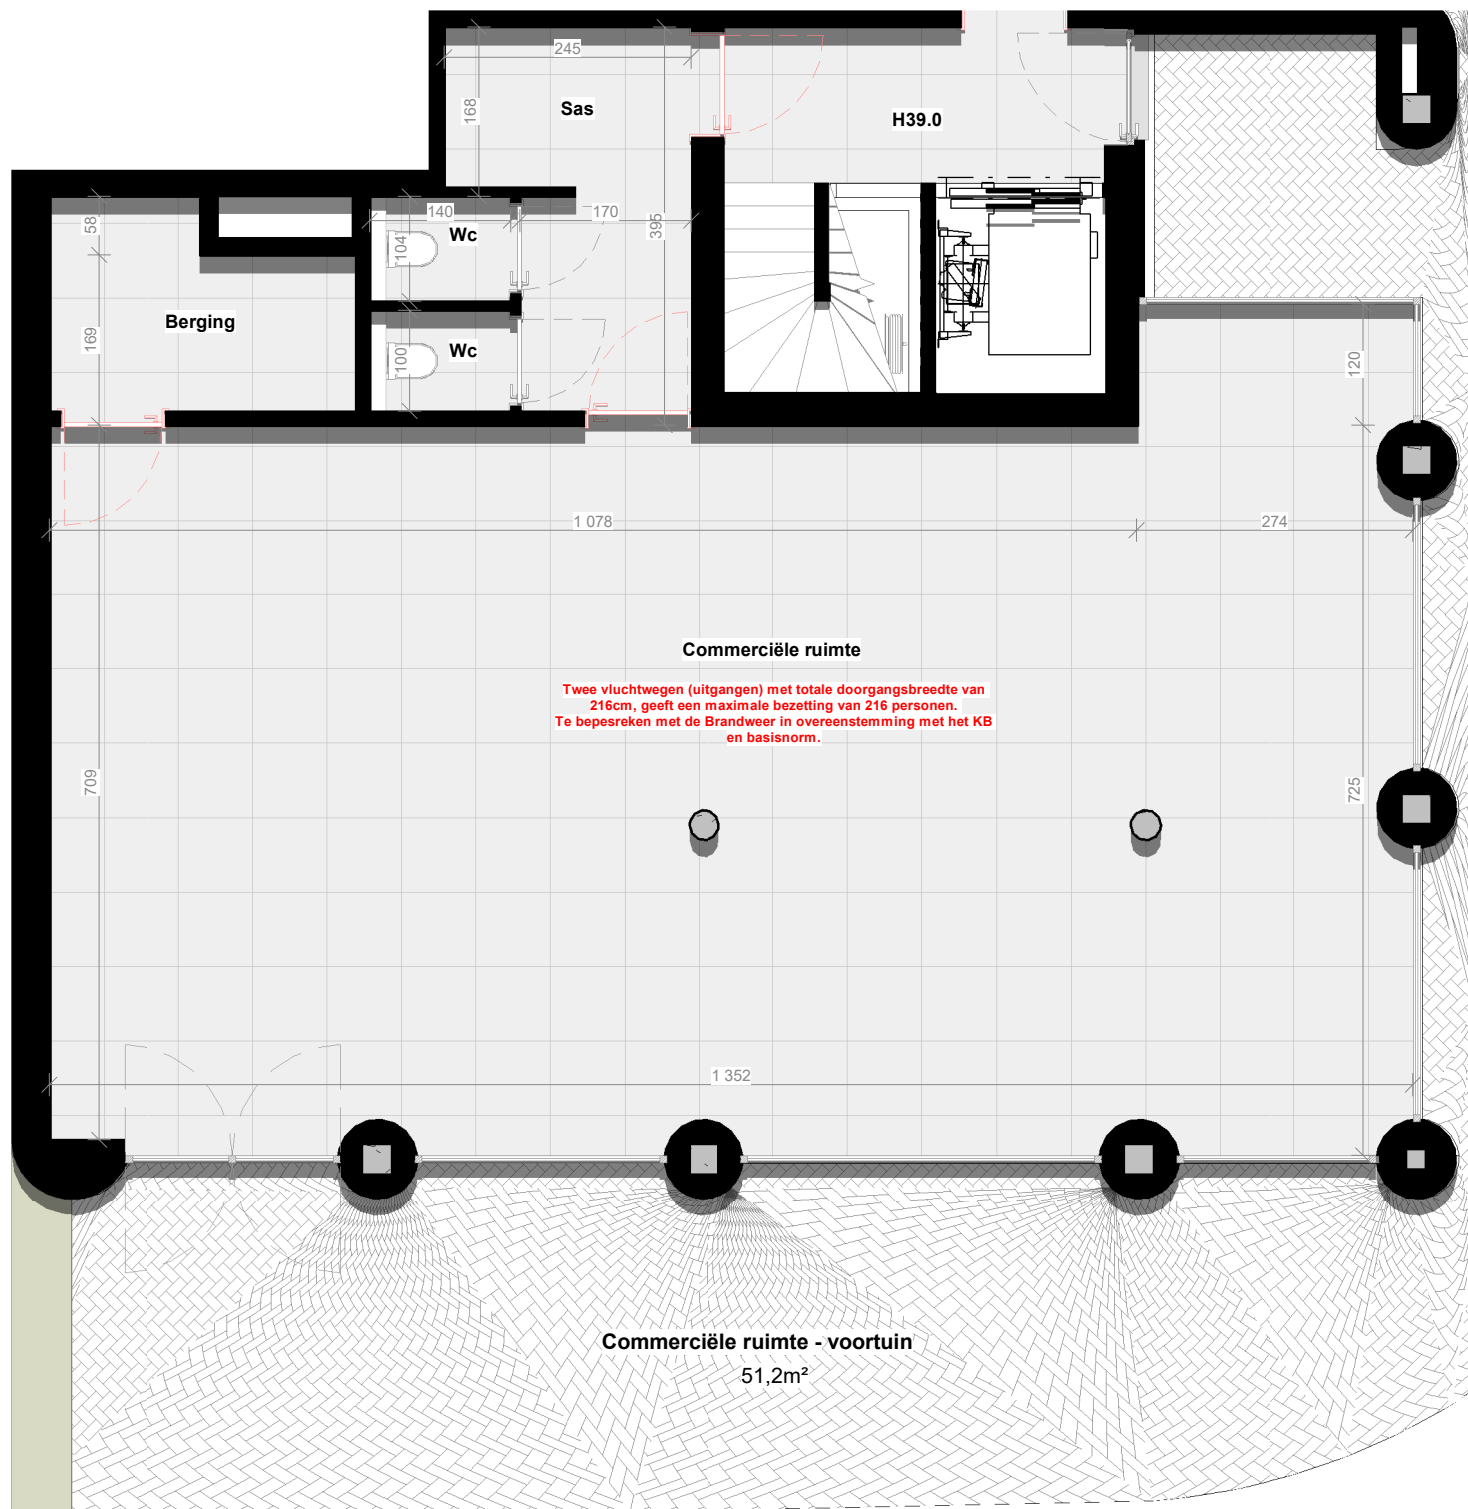 245
Sas
168
H39.0
58
140
Wc
104
170
395
Berging
169
Wc
100
120
1 078
274
Commerciële ruimte
Twee vluchtwegen (uitgangen) met totale doorgangsbreedte van
216cm, geeft een maximale bezetting van 216 personen.
Te bepesreken met de Brandweer in overeenstemming met het KB
en basisnorm.
709
725
1 352
Commerciële ruimte - voortuin
51,2m²